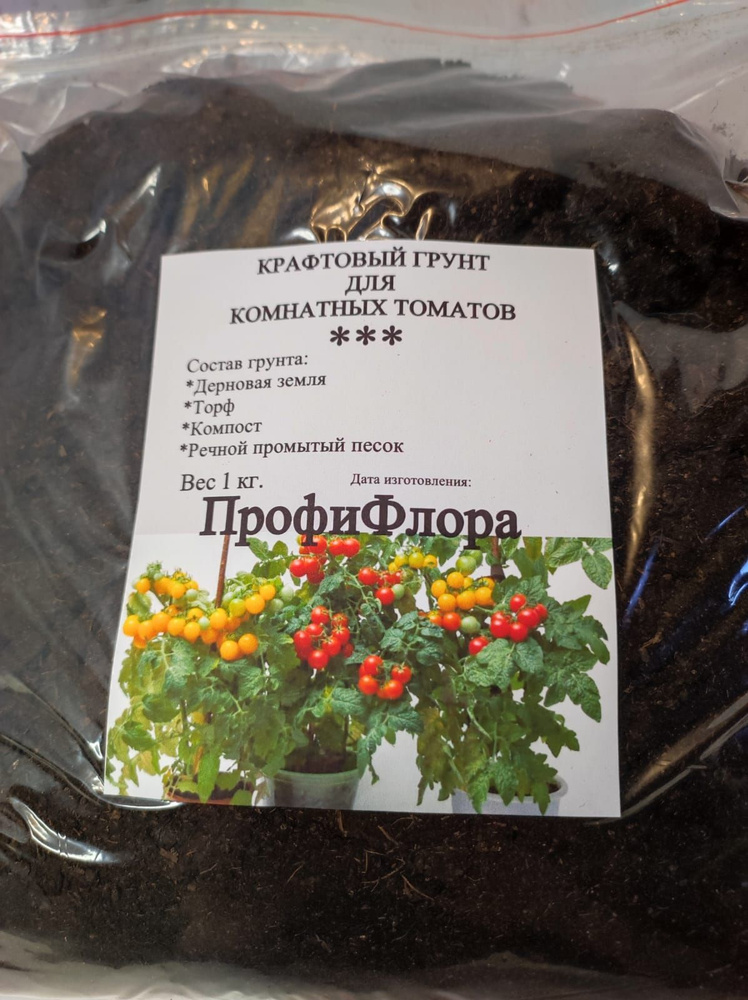 КРАФТОВЫЙ ГРУНТ
ДЛЯ
КОМНАТНЫХ ТОМАТОВ
***
Состав грунта:
*Дерновая земля
*Торф
*Компост
*Речной промытый песок
Вес 1 кг. Дата изготовления:
ПрофиФлора